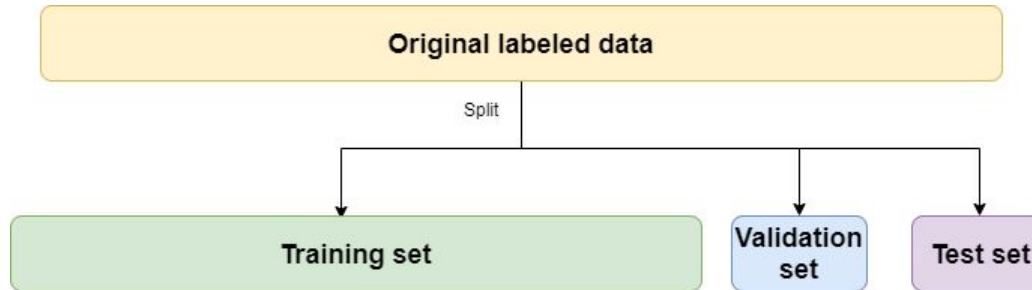 Original labeled data
Split
Training set
Validation
set
Test set